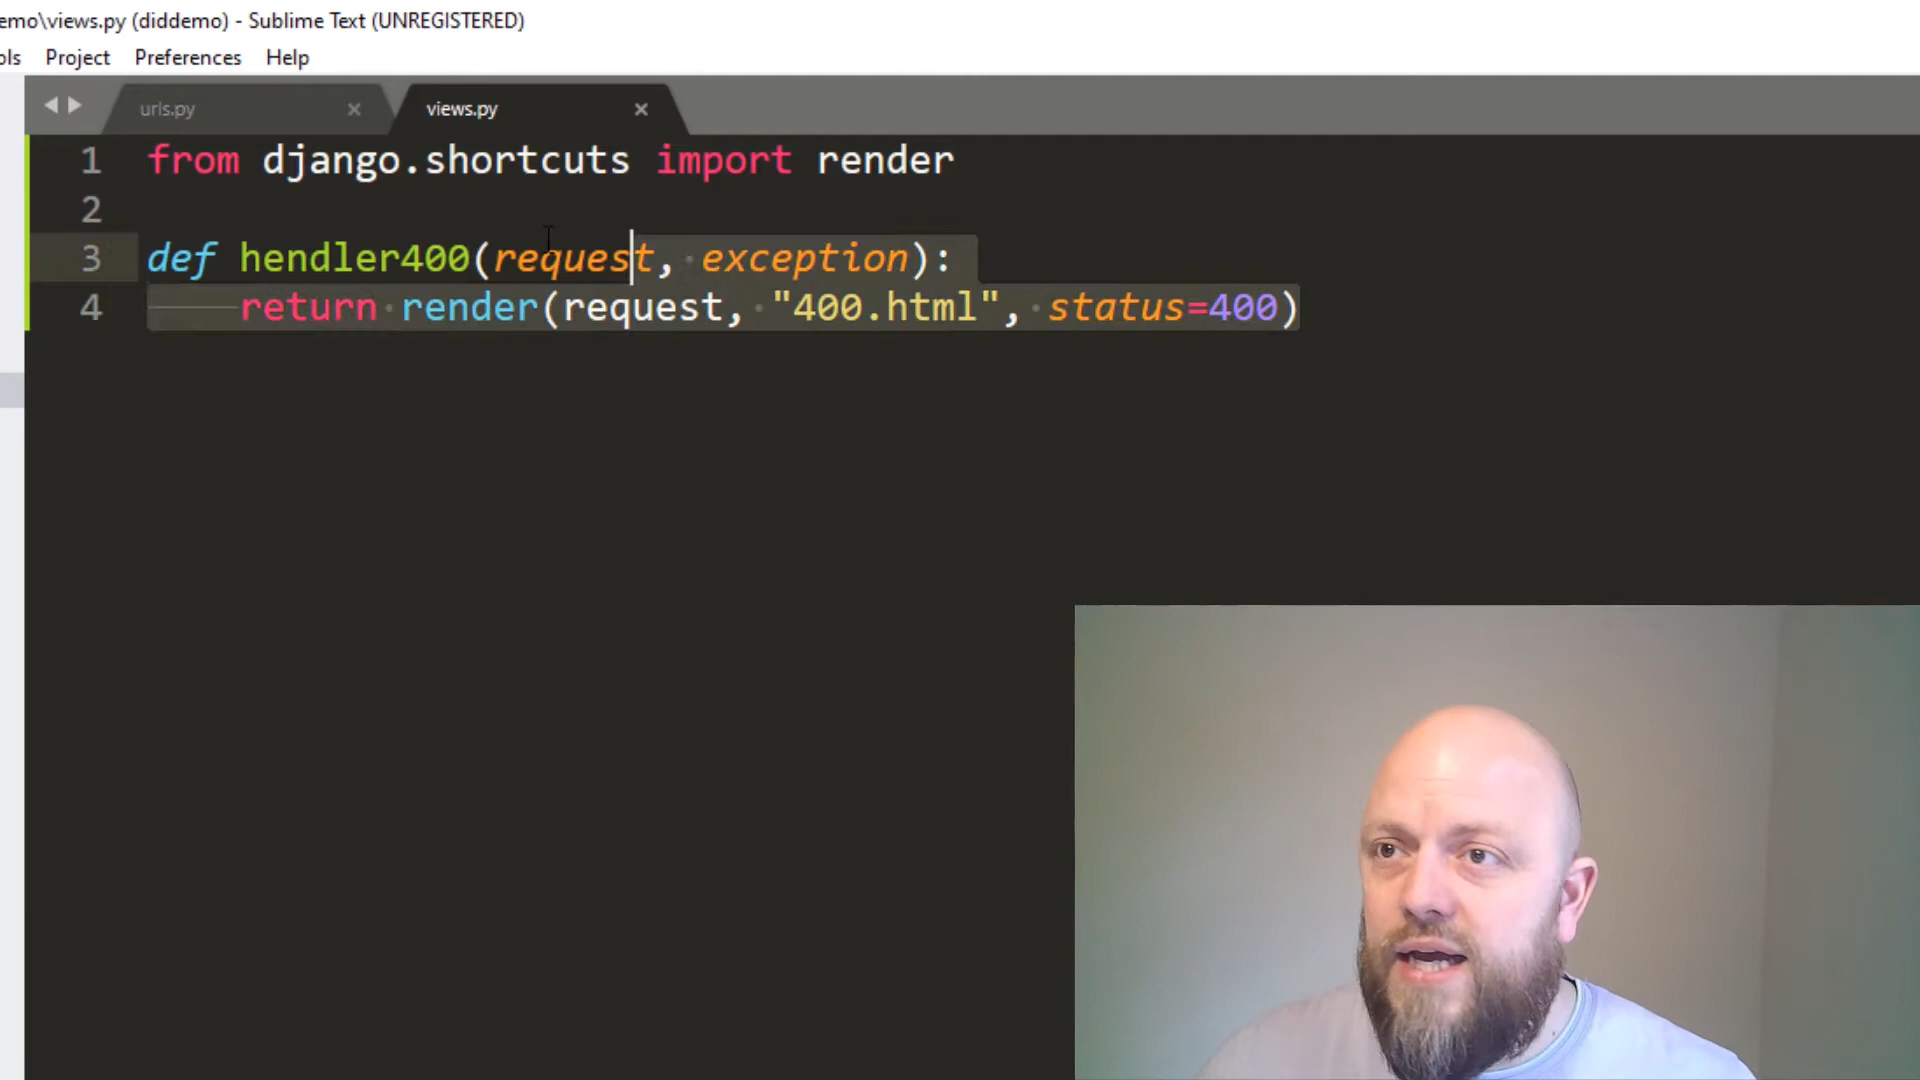 emo\views.py (diddemo) - Sublime Text (UNREGISTERED)
ols Project Preferences Help
urls.py views.py
1 from django.shortcuts import render
2
3 def hendler400(request, exception):
4 return render(request, "400.html", status=400)